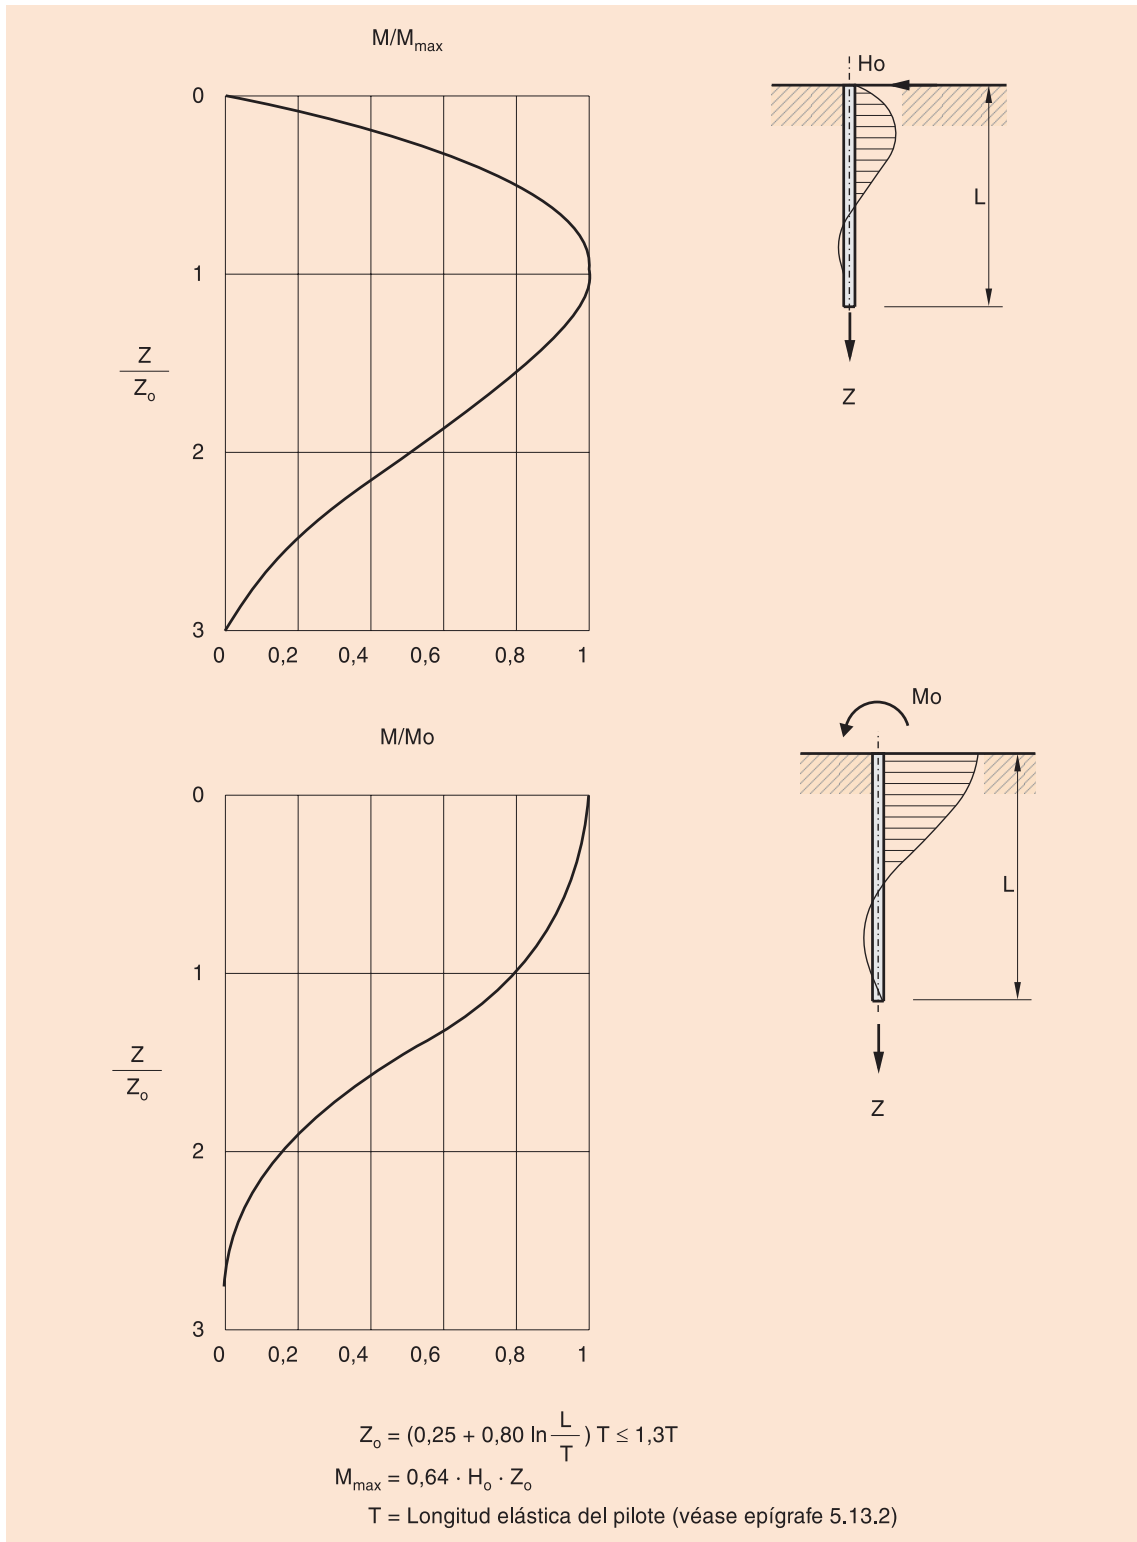 M/Mmax
0
1
2
3
Z
Zo
0 0,2 0,4 0,6 0,8 1
Ho
L
Z
M/Mo
0
1
2
3
Z
Zo
0 0,2 0,4 0,6 0,8 1
Mo
L
Z
Zo = (0,25 + 0,80 ln L/T ) T ≤ 1,3T
Mmax = 0,64 · Ho · Zo
T = Longitud elástica del pilote (véase epígrafe 5.13.2)